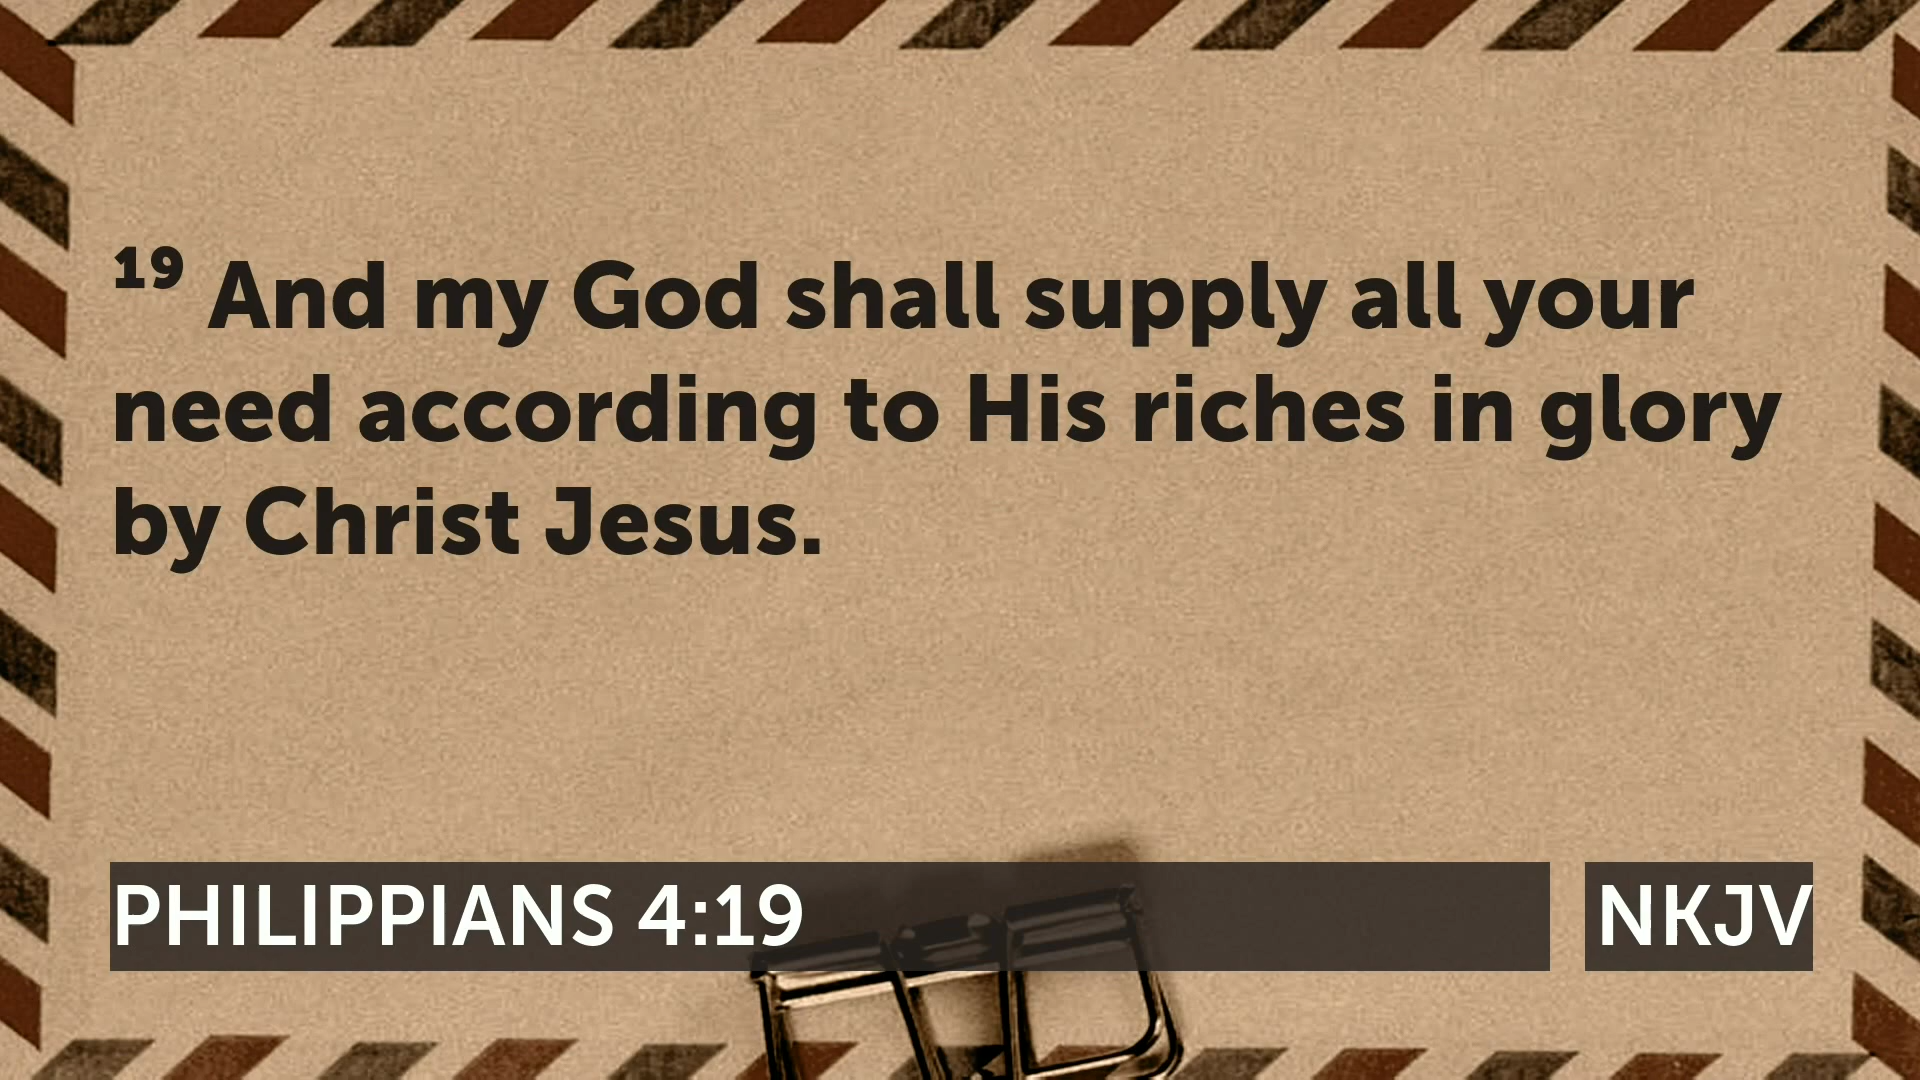 19 And my God shall supply all your
need according to His riches in glory
by Christ Jesus.
PHILIPPIANS 4:19
NKJV